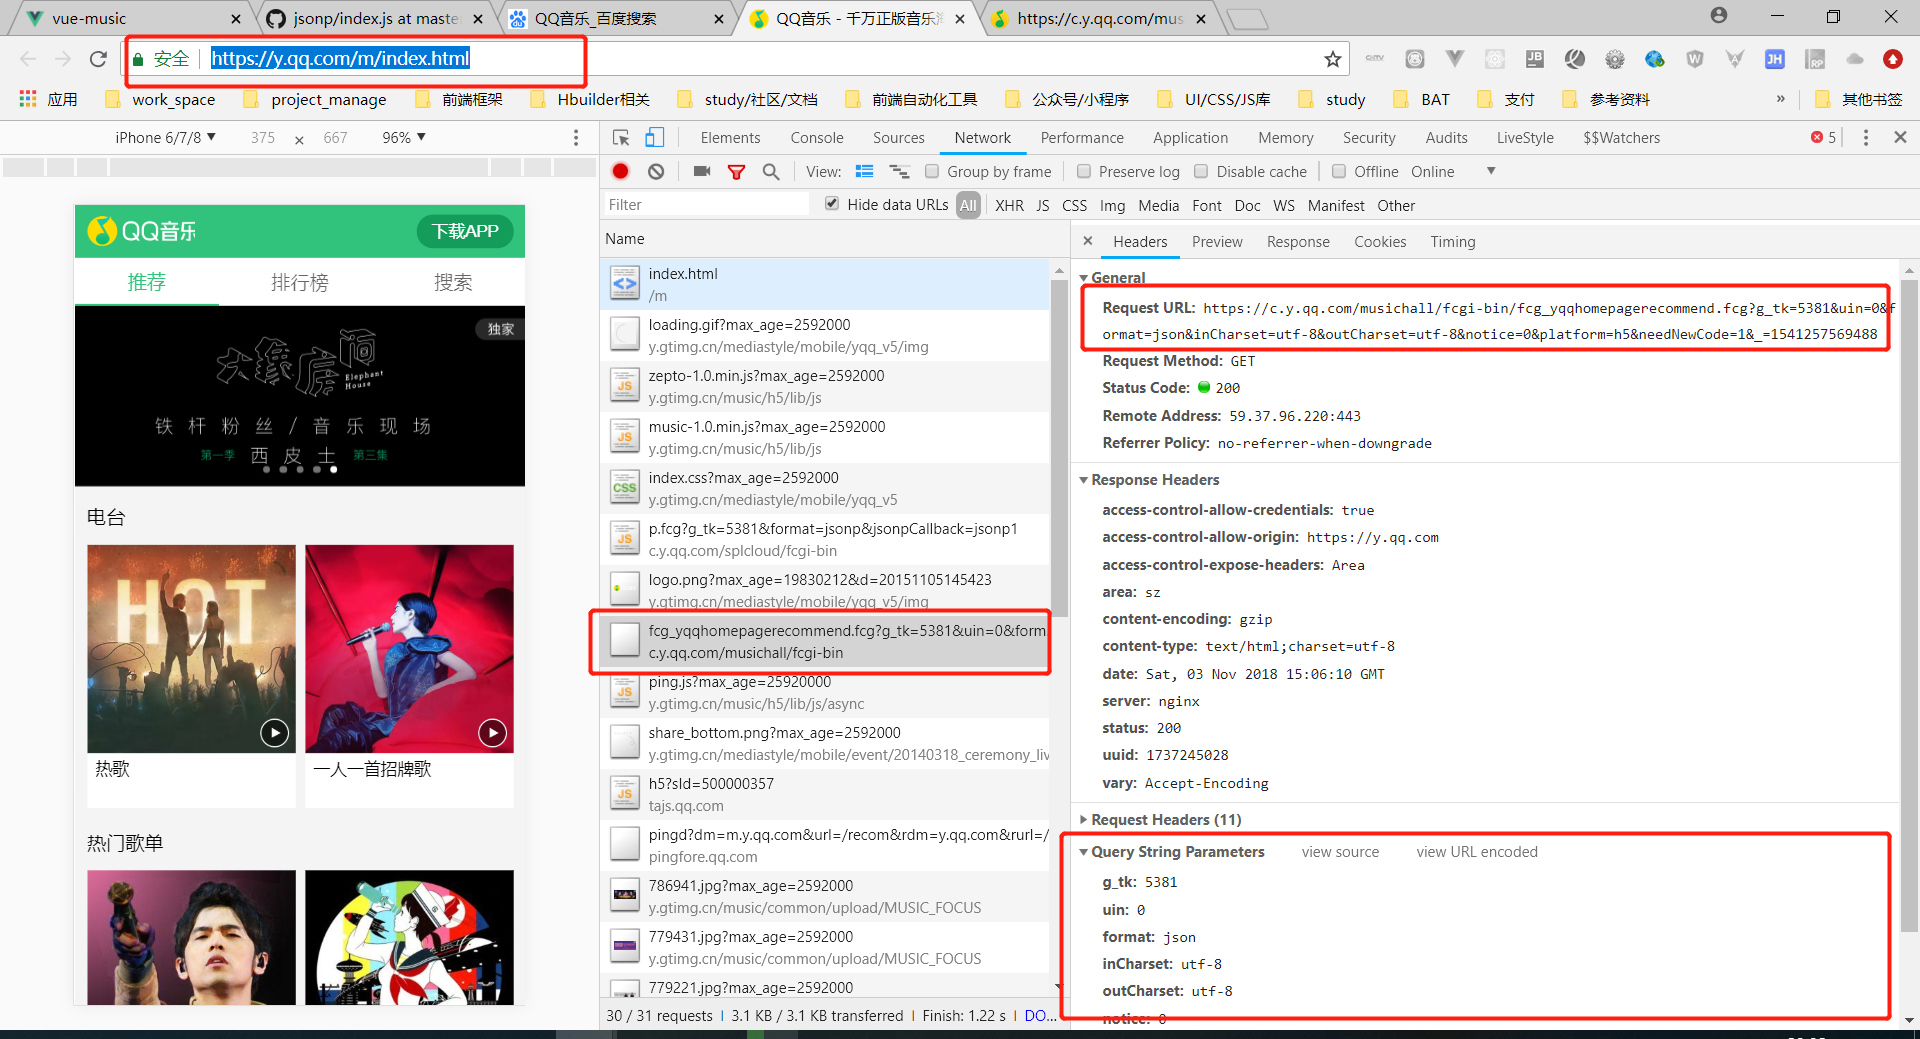 vue-music
jsonp/index.js at maste
QQ音乐_百度搜索
QQ音乐 - 千万正版音乐海
https://c.y.qq.com/mus
安全
https://y.qq.com/m/index.html
应用
work_space
project_manage
前端框架
Hbuilder相关
study/社区/文档
前端自动化工具
公众号/小程序
UI/CSS/JS库
study
BAT
支付
参考资料
»
其他书签
iPhone 6/7/8 ▼
375
×
667
96% ▼
Elements
Console
Sources
Network
Performance
Application
Memory
Security
Audits
LiveStyle
$$Watchers
5
View:
Group by frame
Preserve log
Disable cache
Offline
Online
▼
Filter
Hide data URLs
All
XHR
JS
CSS
Img
Media
Font
Doc
WS
Manifest
Other
QQ音乐
下载APP
推荐
排行榜
搜索
独家
大象房间
Elephant
House
铁 杆 粉 丝 / 音 乐 现 场
第一季 西 皮 士 第三集
电台
HOT
热歌
一人一首招牌歌
热门歌单
Name
index.html
/m
loading.gif?max_age=2592000
y.gtimg.cn/mediastyle/mobile/yqq_v5/img
zepto-1.0.min.js?max_age=2592000
y.gtimg.cn/music/h5/lib/js
music-1.0.min.js?max_age=2592000
y.gtimg.cn/music/h5/lib/js
index.css?max_age=2592000
y.gtimg.cn/mediastyle/mobile/yqq_v5
p.fcg?g_tk=5381&format=jsonp&jsonpCallback=jsonp1
c.y.qq.com/splcloud/fcgi-bin
logo.png?max_age=19830212&d=20151105145423
y.gtimg.cn/mediastyle/mobile/yqq_v5/img
fcg_yqqhomepagerecommend.fcg?g_tk=5381&uin=0&form
c.y.qq.com/musichall/fcgi-bin
ping.js?max_age=25920000
y.gtimg.cn/music/h5/lib/js/async
share_bottom.png?max_age=2592000
y.gtimg.cn/mediastyle/mobile/event/20140318_ceremony_liv
h5?sId=500000357
tajs.qq.com
pingd?dm=m.y.qq.com&url=/recom&rdm=y.qq.com&rurl=/
pingfore.qq.com
786941.jpg?max_age=2592000
y.gtimg.cn/music/common/upload/MUSIC_FOCUS
779431.jpg?max_age=2592000
y.gtimg.cn/music/common/upload/MUSIC_FOCUS
779221.jpg?max_age=2592000
30 / 31 requests | 3.1 KB / 3.1 KB transferred | Finish: 1.22 s | DO...
Headers
Preview
Response
Cookies
Timing
General
Request URL: https://c.y.qq.com/musichall/fcgi-bin/fcg_yqqhomepagerecommend.fcg?g_tk=5381&uin=0&f
ormat=json&inCharset=utf-8&outCharset=utf-8&notice=0&platform=h5&needNewCode=1&_=1541257569488
Request Method: GET
Status Code: 200
Remote Address: 59.37.96.220:443
Referrer Policy: no-referrer-when-downgrade
Response Headers
access-control-allow-credentials: true
access-control-allow-origin: https://y.qq.com
access-control-expose-headers: Area
area: sz
content-encoding: gzip
content-type: text/html;charset=utf-8
date: Sat, 03 Nov 2018 15:06:10 GMT
server: nginx
status: 200
uuid: 1737245028
vary: Accept-Encoding
Request Headers (11)
Query String Parameters
view source
view URL encoded
g_tk: 5381
uin: 0
format: json
inCharset: utf-8
outCharset: utf-8
notice: 0